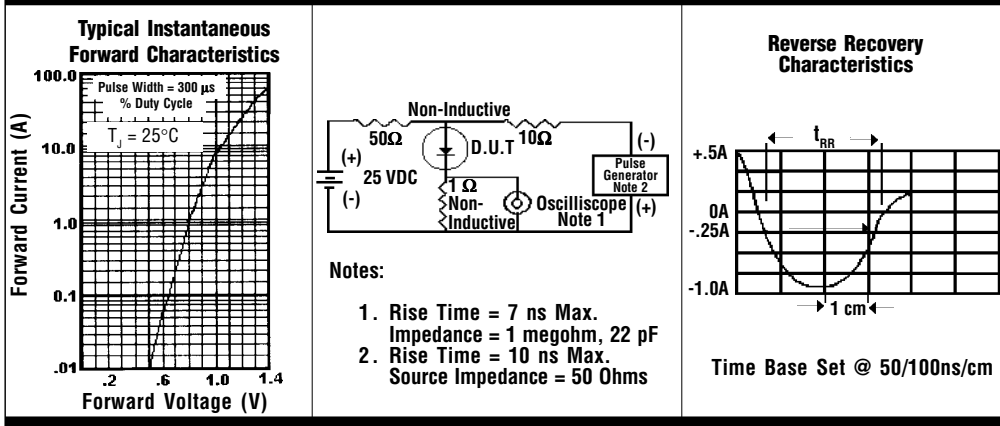 Typical Instantaneous
Forward Characteristics
Forward Current (A)
100.0
10.0
1.0
0.1
.01
Pulse Width = 300 µs
% Duty Cycle
TJ = 25°C
.2
.6
1.0
1.4
Forward Voltage (V)
Non-Inductive
50Ω
10Ω
D.U.T
(+)
25 VDC
(-)
1 Ω
Non-
Inductive
Oscilliscope
Note 1
(-)
Pulse
Generator
Note 2
(+)
Notes:
1. Rise Time = 7 ns Max.
Impedance = 1 megohm, 22 pF
2. Rise Time = 10 ns Max.
Source Impedance = 50 Ohms
Reverse Recovery
Characteristics
tRR
+.5A
0A
-.25A
-1.0A
1 cm
Time Base Set @ 50/100ns/cm